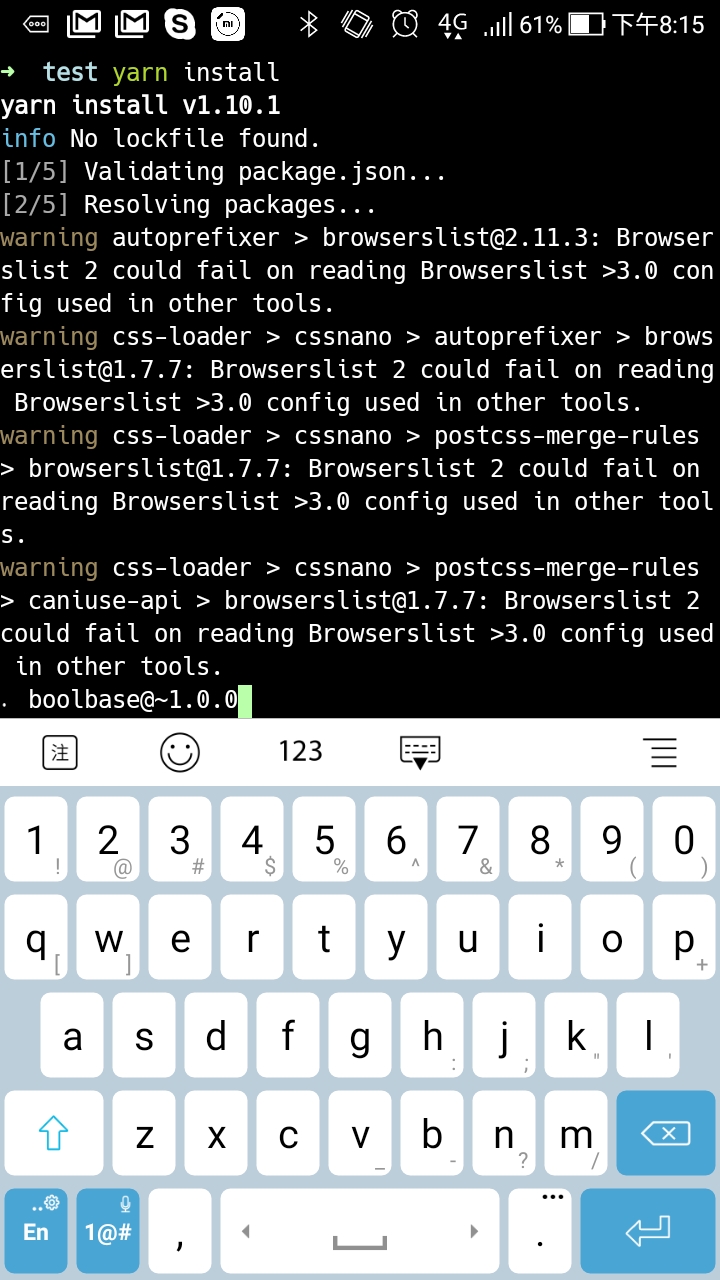 4G 61% 下午8:15
➜ test yarn install
yarn install v1.10.1
info No lockfile found.
[1/5] Validating package.json...
[2/5] Resolving packages...
warning autoprefixer > browserslist@2.11.3: Browser
slist 2 could fail on reading Browserslist >3.0 con
fig used in other tools.
warning css-loader > cssnano > autoprefixer > brows
erslist@1.7.7: Browserslist 2 could fail on reading
Browserslist >3.0 config used in other tools.
warning css-loader > cssnano > postcss-merge-rules
> browserslist@1.7.7: Browserslist 2 could fail on
reading Browserslist >3.0 config used in other tool
s.
warning css-loader > cssnano > postcss-merge-rules
> caniuse-api > browserslist@1.7.7: Browserslist 2
could fail on reading Browserslist >3.0 config used
in other tools.
. boolbase@~1.0.0
注 123
1 ! 2 @ 3 # 4 $ 5 % 6 ^ 7 & 8 * 9 ( 0 )
q [ w ] e r t y u i o p +
a s d f g h : j ; k " l '
z x c v _ b - n ? m /
En 1@# , . ...